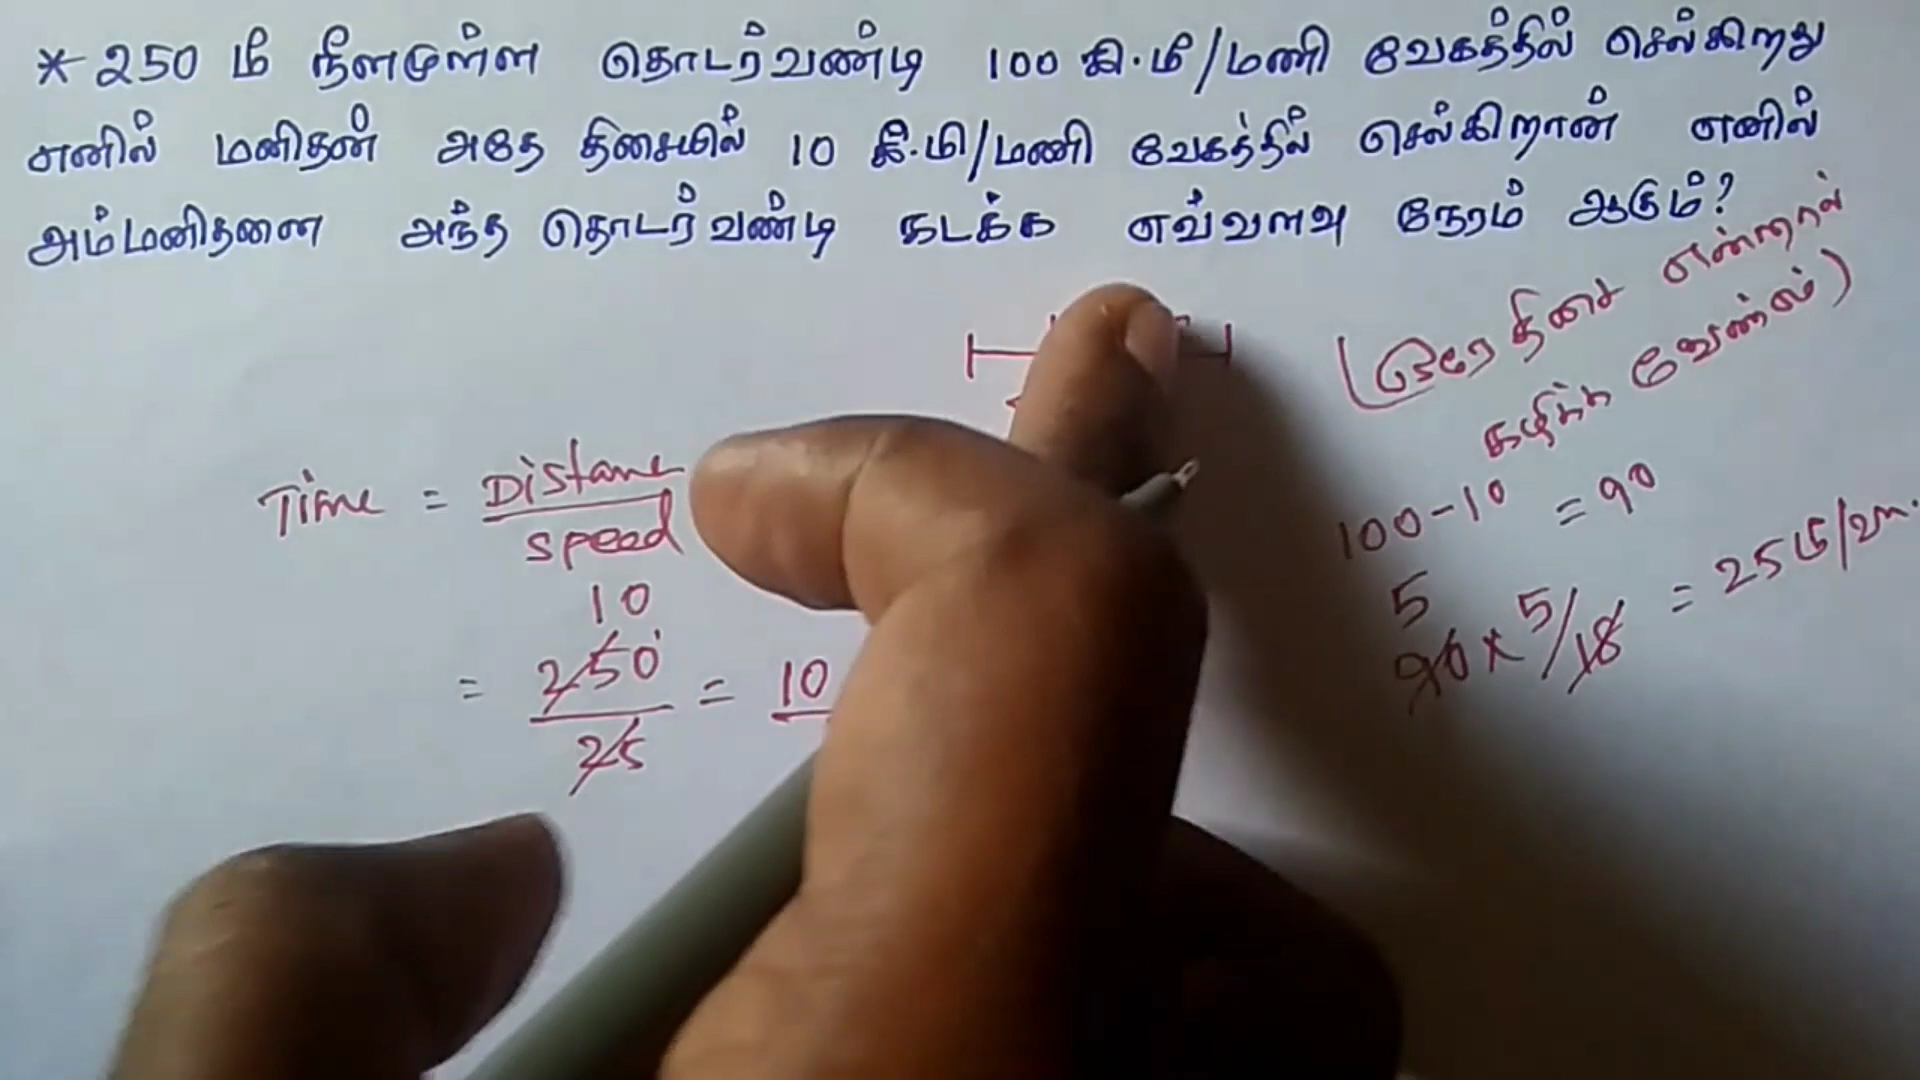 * 250 மீ நீளமுள்ள தொடர்வண்டி 100 கி.மீ/மணி வேகத்தில் செல்கிறது
எனில் மனிதன் அதே திசையில் 10 கி.மி/மணி வேகத்தில் செல்கிறான் எனில்
அம்மனிதனை அந்த தொடர்வண்டி கடக்க எவ்வளவு நேரம் ஆகும்?
(ஒரே திசை என்றால்
கழிக்க வேண்டும்)
Time = Distance
speed
10
= 250 = 10
25
100-10 = 90
5
90 x 5/18 = 25 மீ/